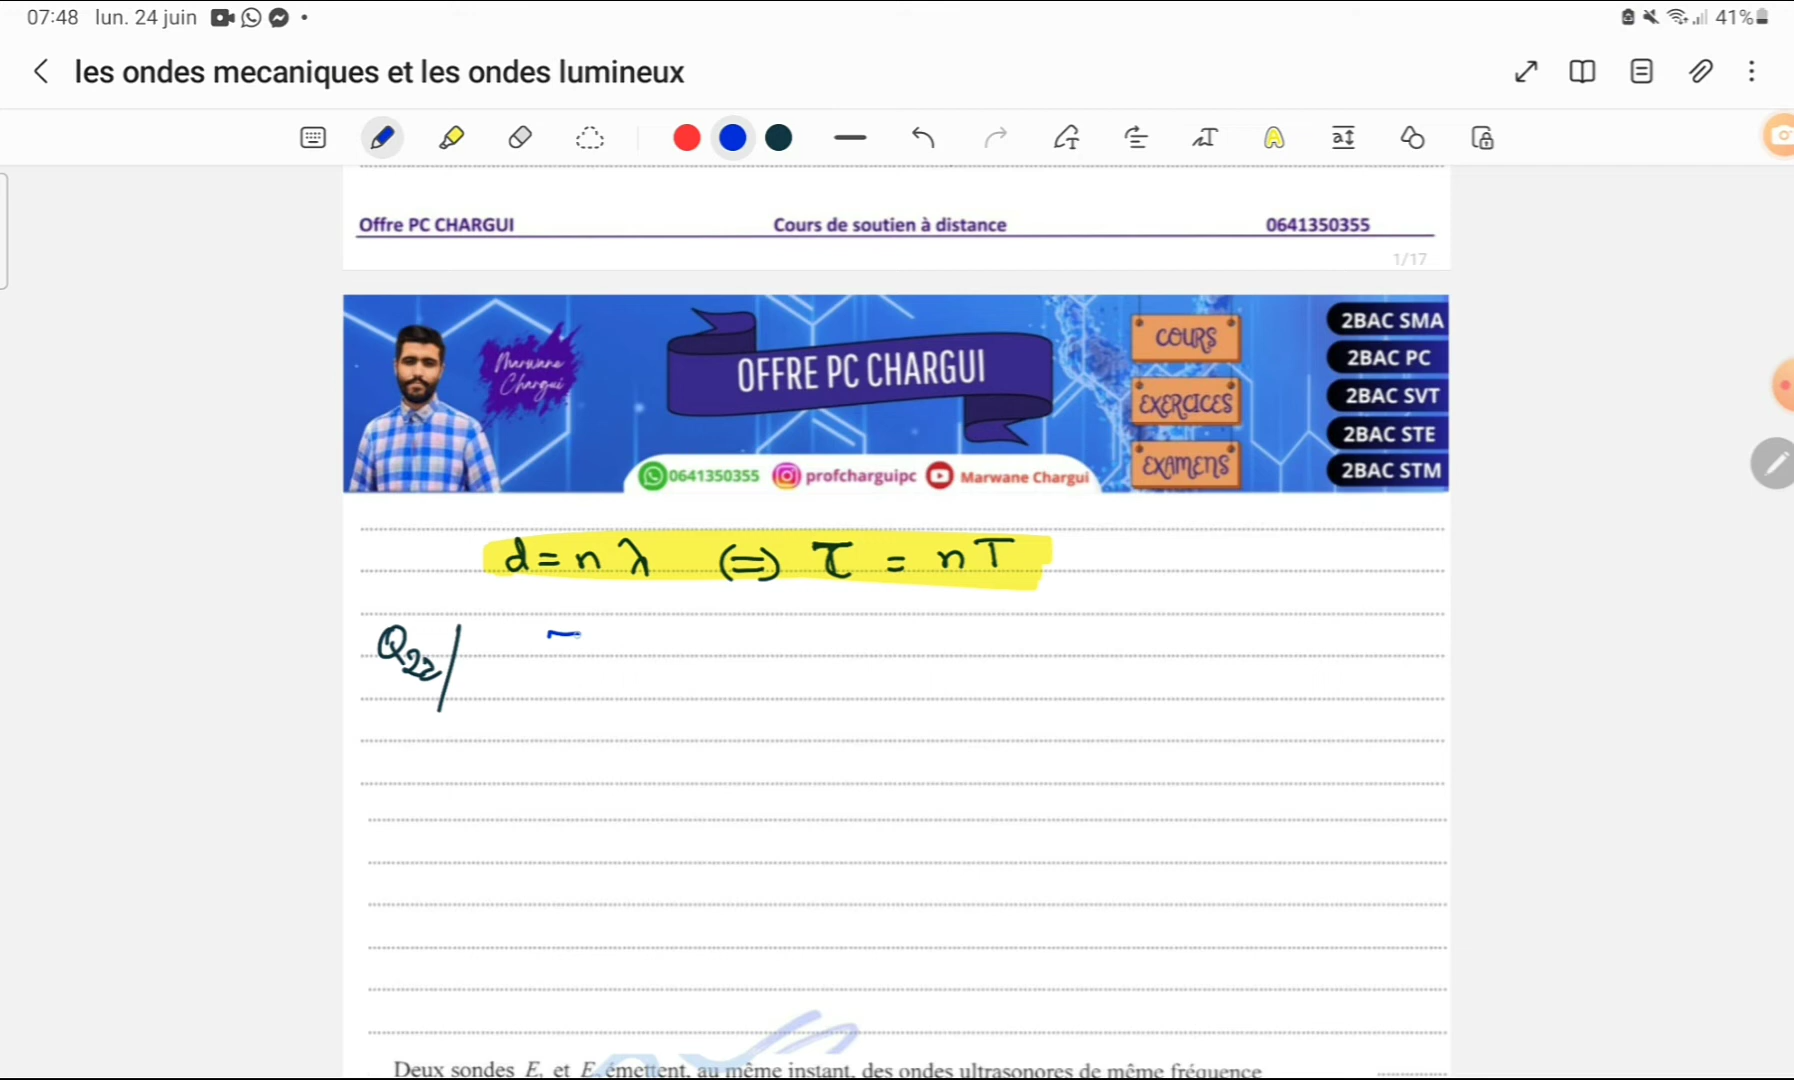 07:48 lun. 24 juin
41%
les ondes mecaniques et les ondes lumineux
Offre PC CHARGUI Cours de soutien à distance 0641350355
1/17
Marwane
Chargui
OFFRE PC CHARGUI
COURS
EXERCICES
EXAMENS
2BAC SMA
2BAC PC
2BAC SVT
2BAC STE
2BAC STM
0641350355 profcharguipc Marwane Chargui
d = n λ (=) τ = nT
Q22/
Deux sondes E, et E, émettent, au même instant, des ondes ultrasonores de même fréquence